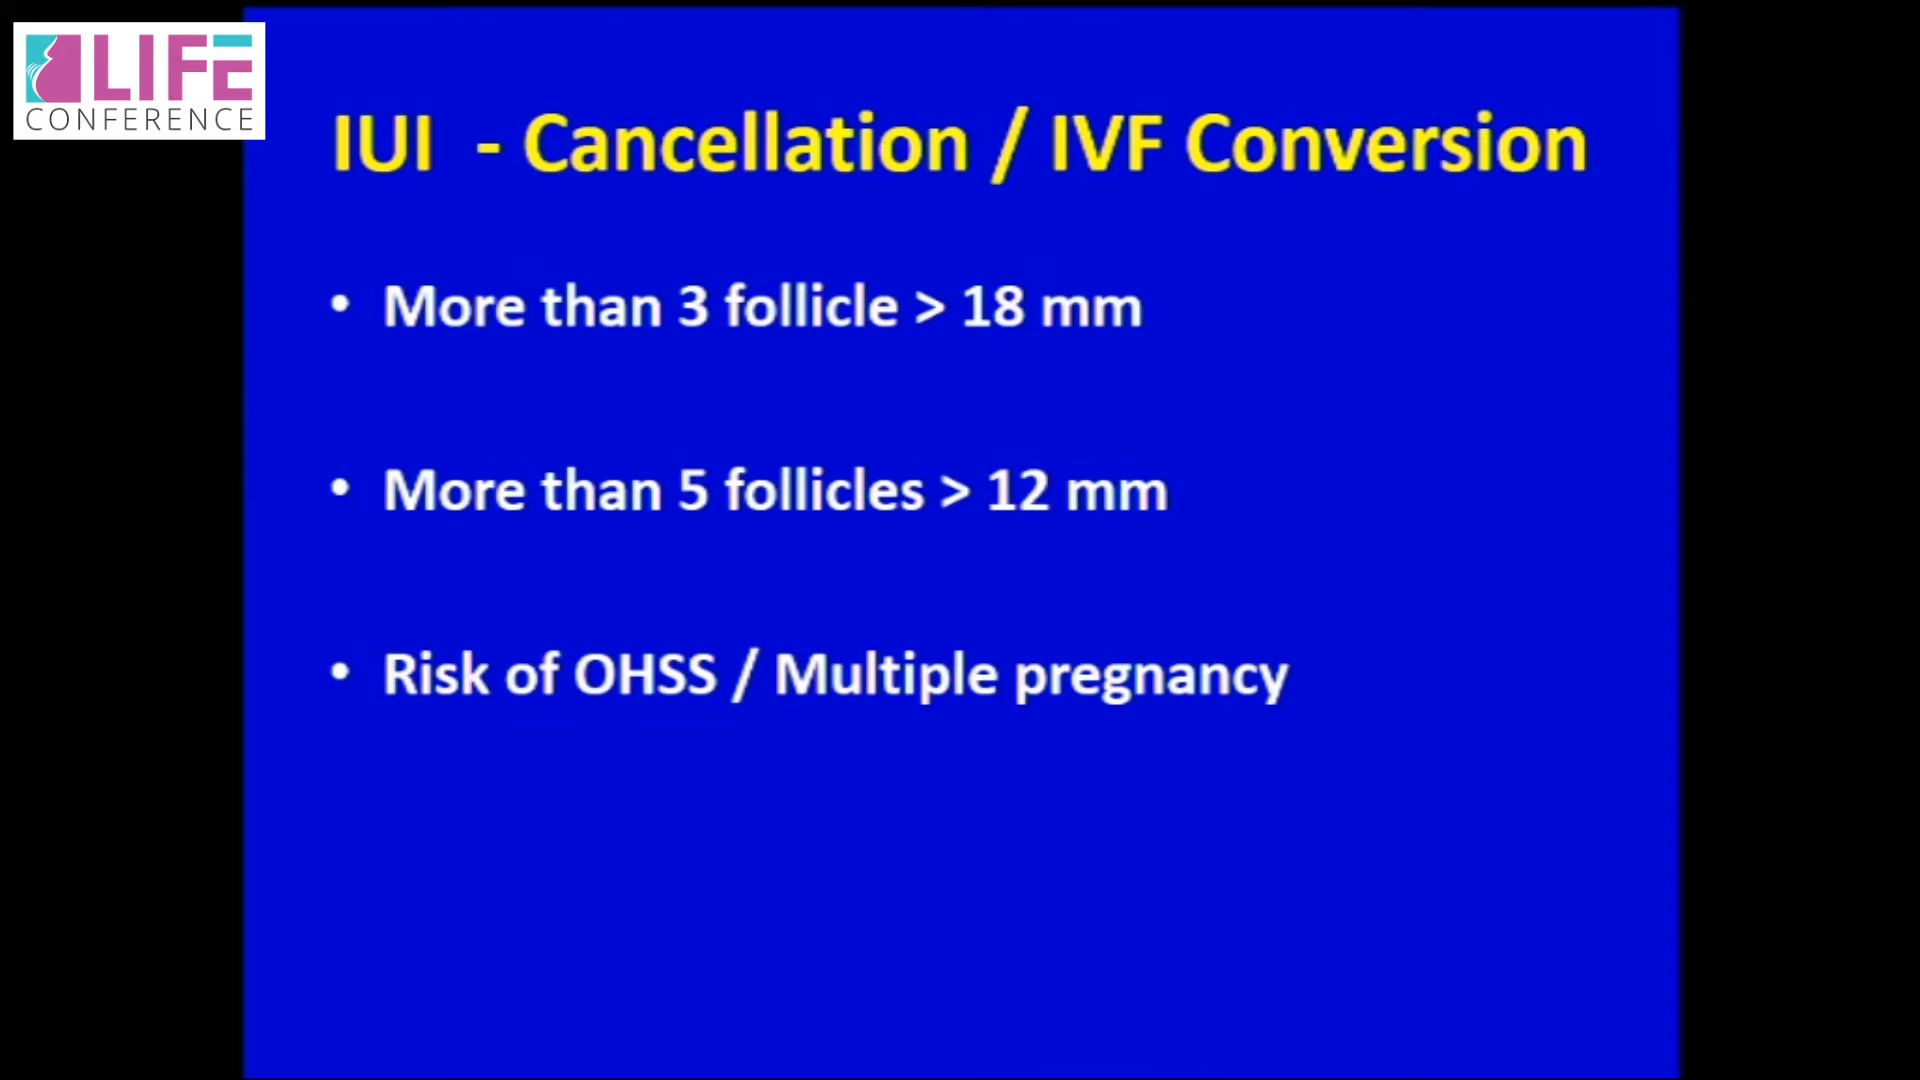 LIFE
CONFERENCE
IUI - Cancellation / IVF Conversion
• More than 3 follicle > 18 mm
• More than 5 follicles > 12 mm
• Risk of OHSS / Multiple pregnancy